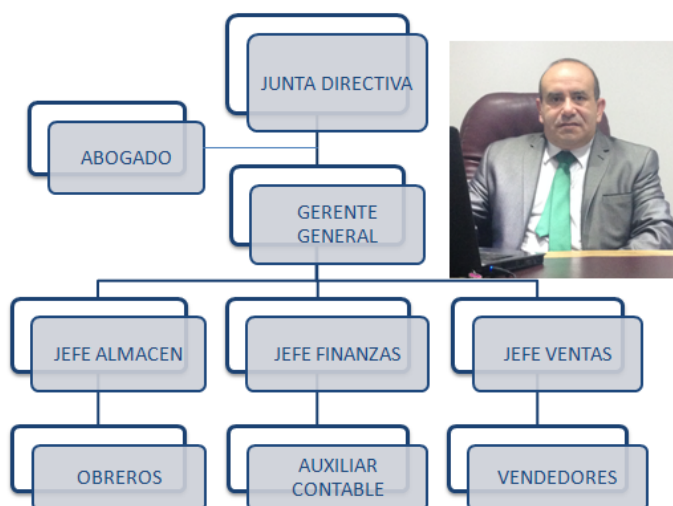 JUNTA DIRECTIVA
ABOGADO
GERENTE
GENERAL
JEFE ALMACEN
JEFE FINANZAS
JEFE VENTAS
OBREROS
AUXILIAR
CONTABLE
VENDEDORES